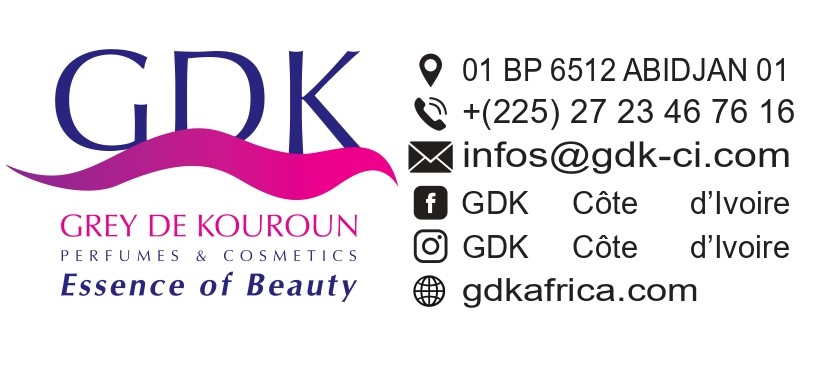 GDK
GREY DE KOUROUN
PERFUMES & COSMETICS
Essence of Beauty
01 BP 6512 ABIDJAN 01
+(225) 27 23 46 76 16
infos@gdk-ci.com
GDK Côte d'Ivoire
GDK Côte d'Ivoire
gdkafrica.com